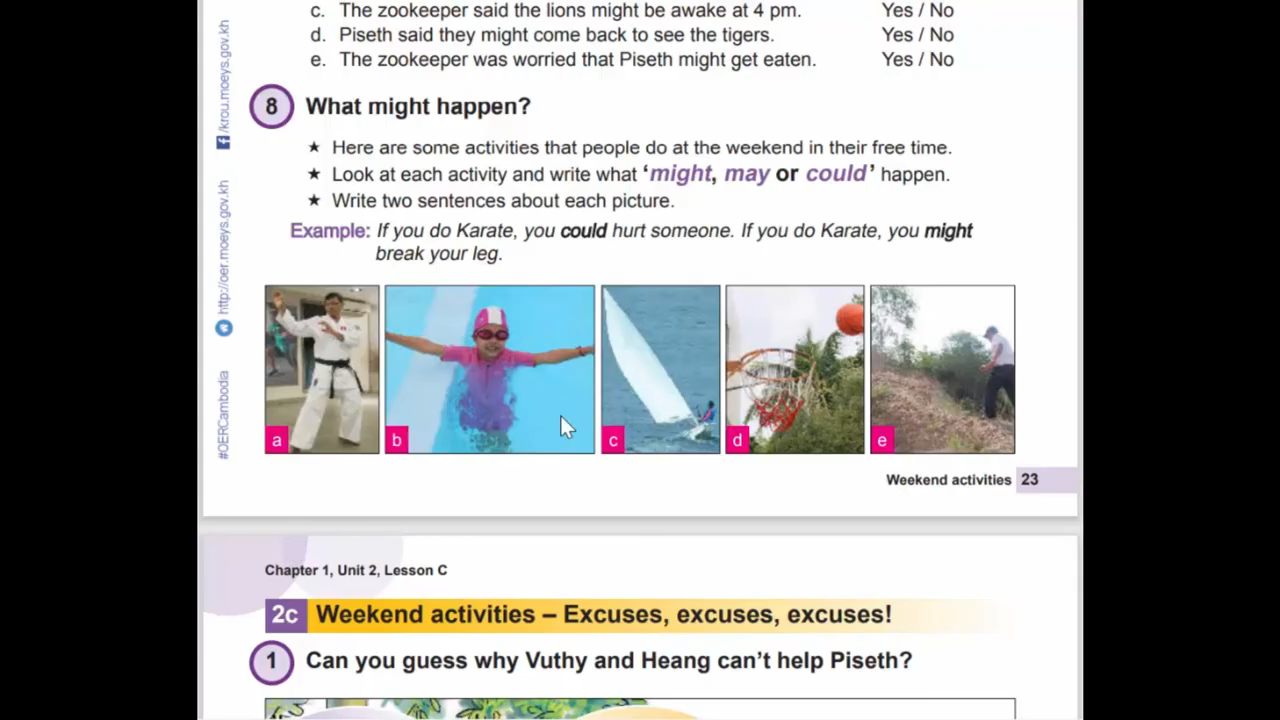 c. The zookeeper said the lions might be awake at 4 pm. Yes / No
d. Piseth said they might come back to see the tigers. Yes / No
e. The zookeeper was worried that Piseth might get eaten. Yes / No
8 What might happen?
★ Here are some activities that people do at the weekend in their free time.
★ Look at each activity and write what ‘might, may or could’ happen.
★ Write two sentences about each picture.
Example: If you do Karate, you could hurt someone. If you do Karate, you might
break your leg.
a b c d e
Weekend activities 23
/krou.moeys.gov.kh
http://oer.moeys.gov.kh
#OERCambodia
Chapter 1, Unit 2, Lesson C
2c Weekend activities – Excuses, excuses, excuses!
1 Can you guess why Vuthy and Heang can’t help Piseth?